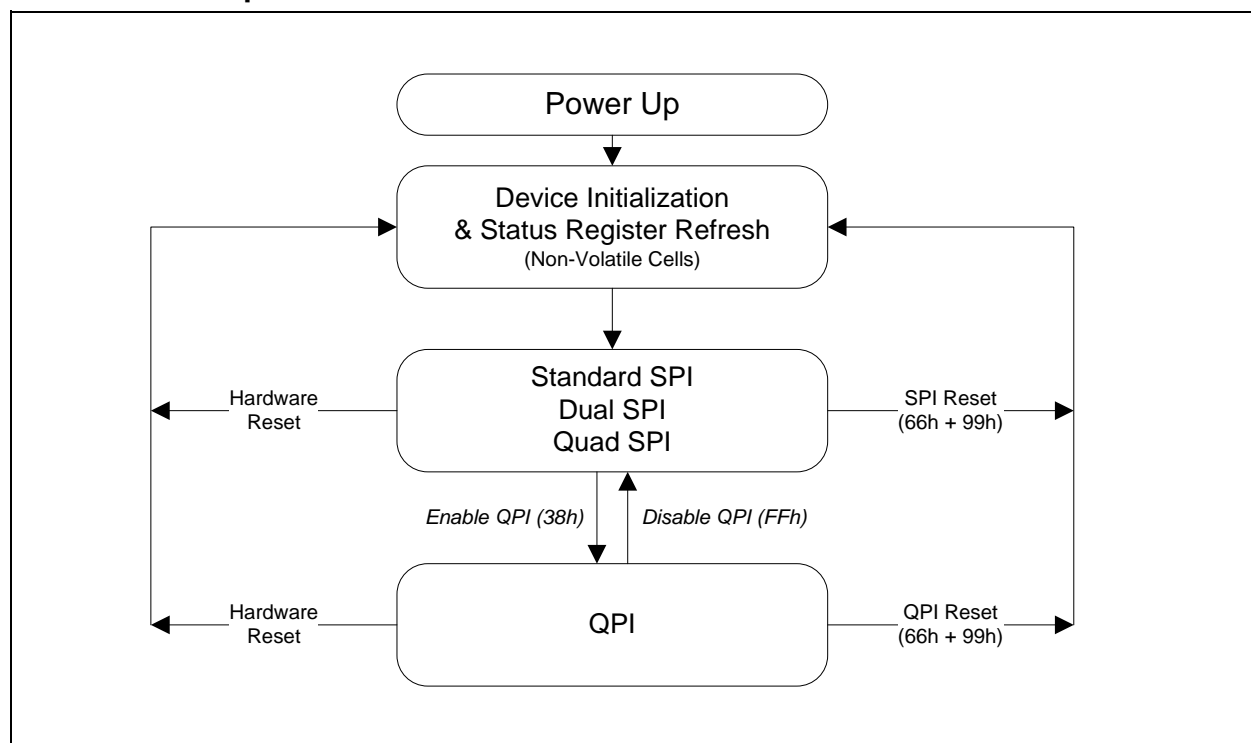 Power Up
Device Initialization
& Status Register Refresh
(Non-Volatile Cells)
Standard SPI
Dual SPI
Quad SPI
Hardware
Reset
SPI Reset
(66h + 99h)
Enable QPI (38h)
Disable QPI (FFh)
QPI
Hardware
Reset
QPI Reset
(66h + 99h)